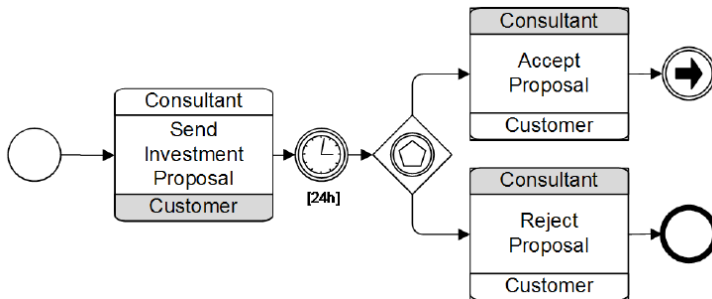 Consultant
Send
Investment
Proposal
Customer
[24h]
Consultant
Accept
Proposal
Customer
Consultant
Reject
Proposal
Customer